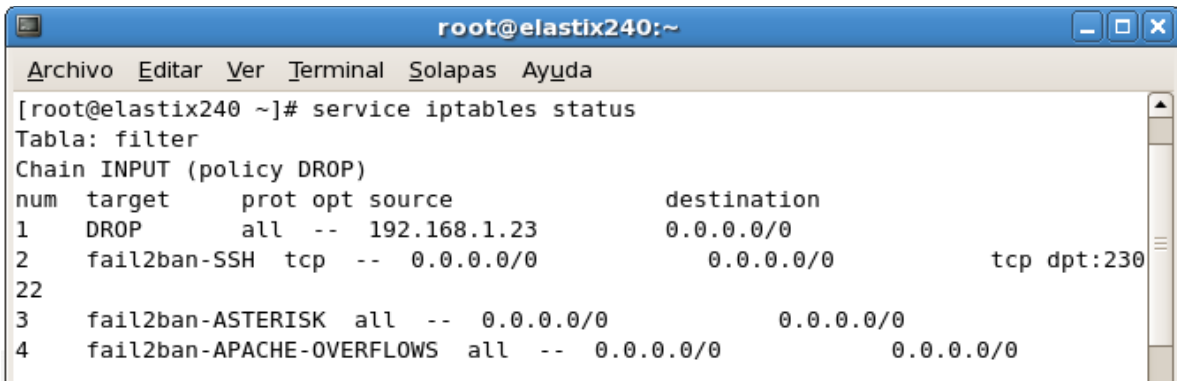 root@elastix240:~
Archivo Editar Ver Terminal Solapas Ayuda
[root@elastix240 ~]# service iptables status
Tabla: filter
Chain INPUT (policy DROP)
num  target     prot opt source               destination
1    DROP       all  --  192.168.1.23         0.0.0.0/0
2    fail2ban-SSH  tcp  --  0.0.0.0/0            0.0.0.0/0           tcp dpt:230
22
3    fail2ban-ASTERISK  all  --  0.0.0.0/0            0.0.0.0/0
4    fail2ban-APACHE-OVERFLOWS  all  --  0.0.0.0/0            0.0.0.0/0